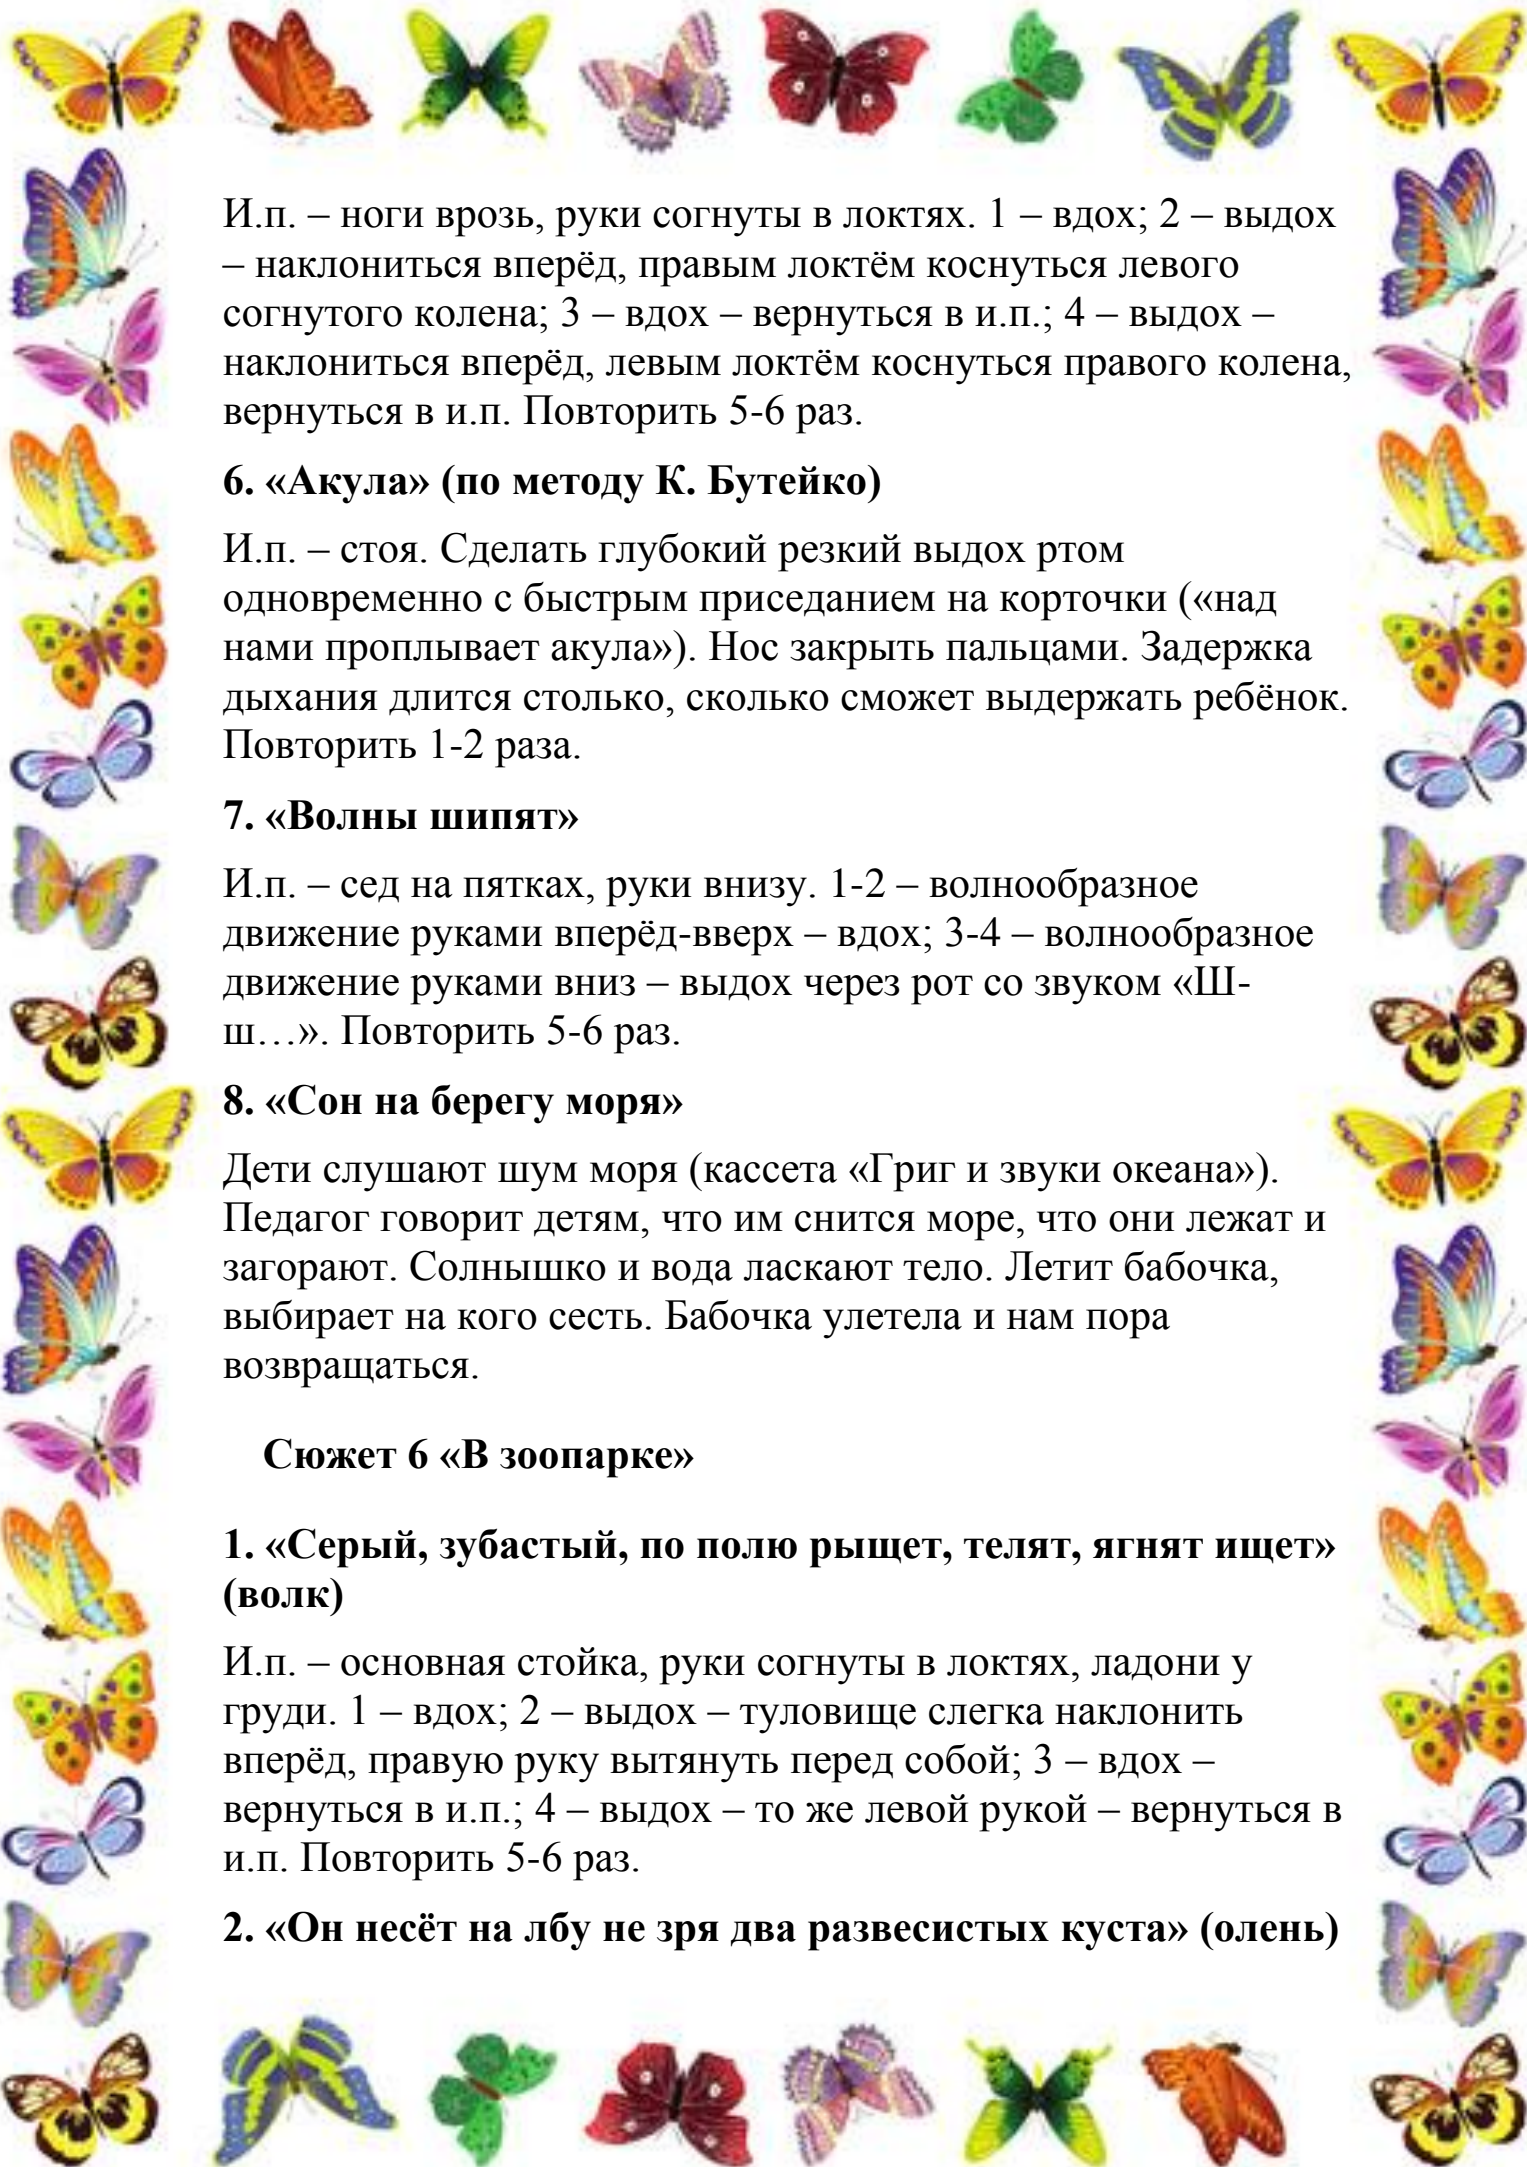 И.п. – ноги врозь, руки согнуты в локтях. 1 – вдох; 2 – выдох
– наклониться вперёд, правым локтём коснуться левого
согнутого колена; 3 – вдох – вернуться в и.п.; 4 – выдох –
наклониться вперёд, левым локтём коснуться правого колена,
вернуться в и.п. Повторить 5-6 раз.
6. «Акула» (по методу К. Бутейко)
И.п. – стоя. Сделать глубокий резкий выдох ртом
одновременно с быстрым приседанием на корточки («над
нами проплывает акула»). Нос закрыть пальцами. Задержка
дыхания длится столько, сколько сможет выдержать ребёнок.
Повторить 1-2 раза.
7. «Волны шипят»
И.п. – сед на пятках, руки внизу. 1-2 – волнообразное
движение руками вперёд-вверх – вдох; 3-4 – волнообразное
движение руками вниз – выдох через рот со звуком «Ш-
ш…». Повторить 5-6 раз.
8. «Сон на берегу моря»
Дети слушают шум моря (кассета «Григ и звуки океана»).
Педагог говорит детям, что им снится море, что они лежат и
загорают. Солнышко и вода ласкают тело. Летит бабочка,
выбирает на кого сесть. Бабочка улетела и нам пора
возвращаться.
Сюжет 6 «В зоопарке»
1. «Серый, зубастый, по полю рыщет, телят, ягнят ищет»
(волк)
И.п. – основная стойка, руки согнуты в локтях, ладони у
груди. 1 – вдох; 2 – выдох – туловище слегка наклонить
вперёд, правую руку вытянуть перед собой; 3 – вдох –
вернуться в и.п.; 4 – выдох – то же левой рукой – вернуться в
и.п. Повторить 5-6 раз.
2. «Он несёт на лбу не зря два развесистых куста» (олень)